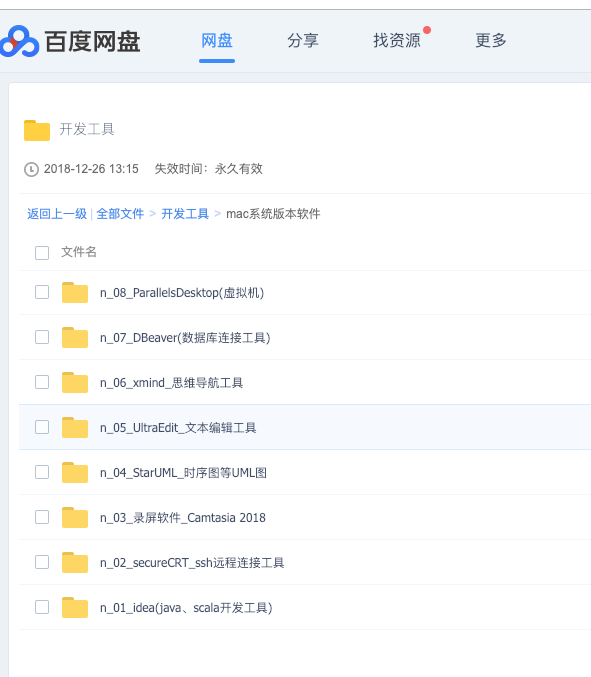 百度网盘 网盘 分享 找资源 更多
开发工具
2018-12-26 13:15 失效时间：永久有效
返回上一级 | 全部文件 > 开发工具 > mac系统版本软件
文件名
n_08_ParallelsDesktop(虚拟机)
n_07_DBeaver(数据库连接工具)
n_06_xmind_思维导航工具
n_05_UltraEdit_文本编辑工具
n_04_StarUML_时序图等UML图
n_03_录屏软件_Camtasia 2018
n_02_secureCRT_ssh远程连接工具
n_01_idea(java、scala开发工具)